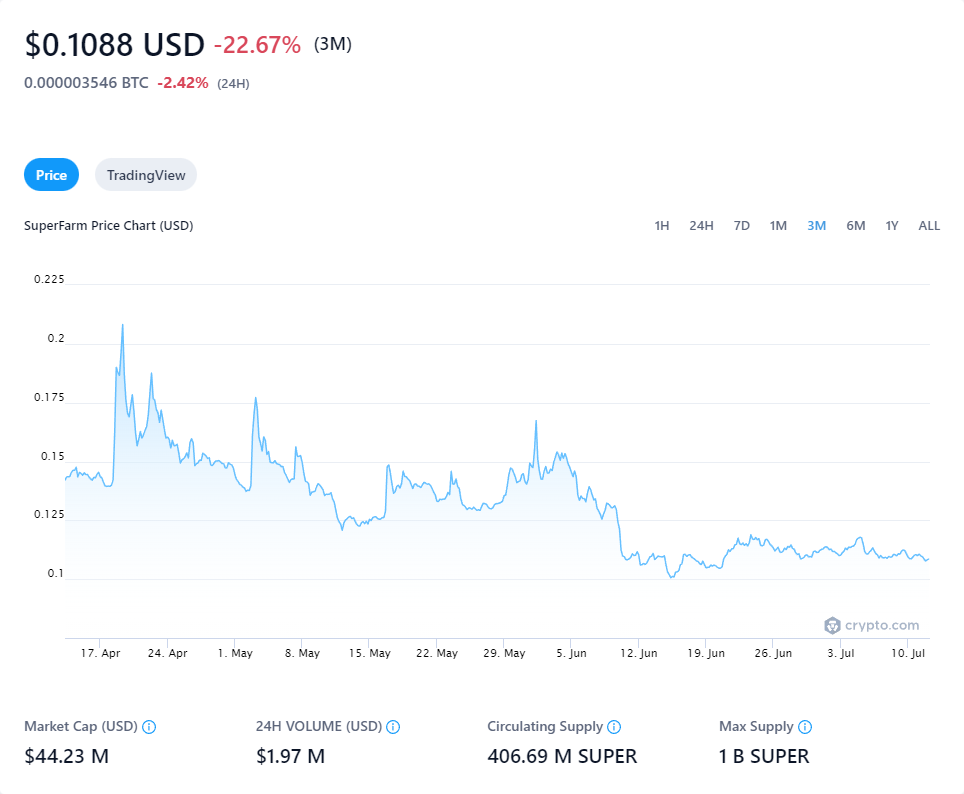 $0.1088 USD -22.67% (3M)
0.000003546 BTC -2.42% (24H)
Price TradingView
SuperFarm Price Chart (USD) 1H 24H 7D 1M 3M 6M 1Y ALL
0.225
0.2
0.175
0.15
0.125
0.1
crypto.com
17. Apr 24. Apr 1. May 8. May 15. May 22. May 29. May 5. Jun 12. Jun 19. Jun 26. Jun 3. Jul 10. Jul
Market Cap (USD) 24H VOLUME (USD) Circulating Supply Max Supply
$44.23 M $1.97 M 406.69 M SUPER 1 B SUPER